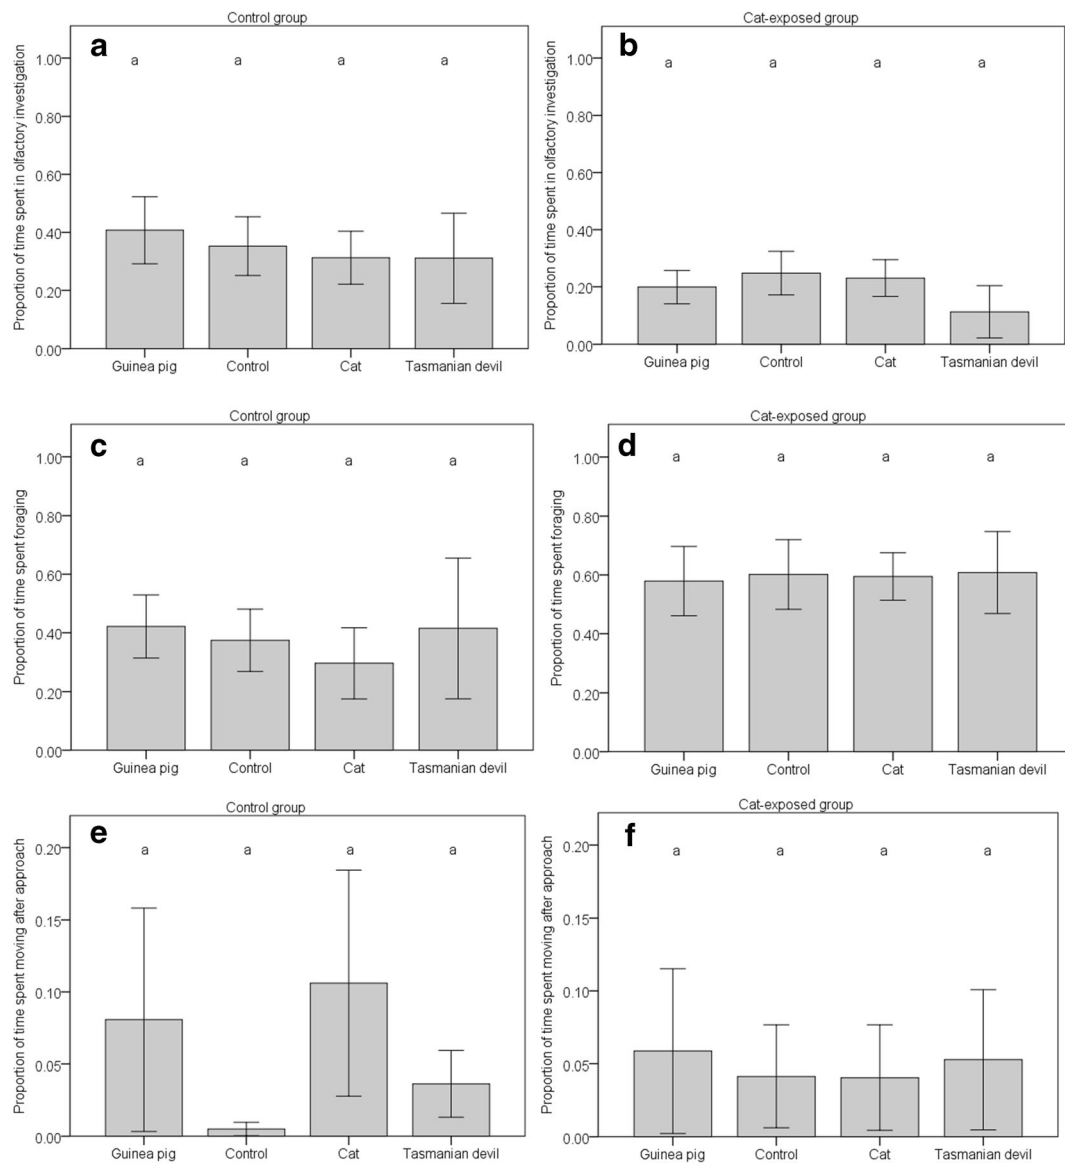 Control group
a
a a a a
Proportion of time spent in olfactory investigation
1.00
0.80
0.60
0.40
0.20
0.00
Guinea pig Control Cat Tasmanian devil
Cat-exposed group
b
a a a a
Proportion of time spent in olfactory investigation
1.00
0.80
0.60
0.40
0.20
0.00
Guinea pig Control Cat Tasmanian devil
Control group
c
a a a a
Proportion of time spent foraging
1.00
0.80
0.60
0.40
0.20
0.00
Guinea pig Control Cat Tasmanian devil
Cat-exposed group
d
a a a a
Proportion of time spent foraging
1.00
0.80
0.60
0.40
0.20
0.00
Guinea pig Control Cat Tasmanian devil
Control group
e
a a a a
Proportion of time spent moving after approach
0.20
0.15
0.10
0.05
0.00
Guinea pig Control Cat Tasmanian devil
Cat-exposed group
f
a a a a
Proportion of time spent moving after approach
0.20
0.15
0.10
0.05
0.00
Guinea pig Control Cat Tasmanian devil